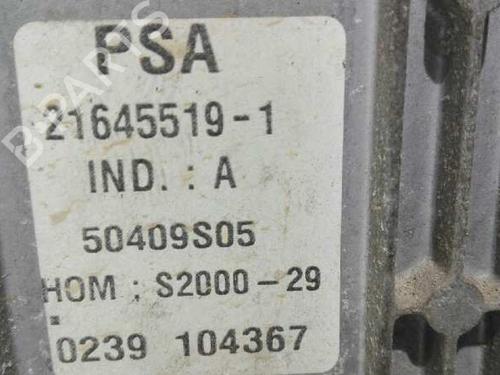 PSA
21645519-1
IND. : A
50409S05
HOM : S2000-29
0239 104367
B-PARTS